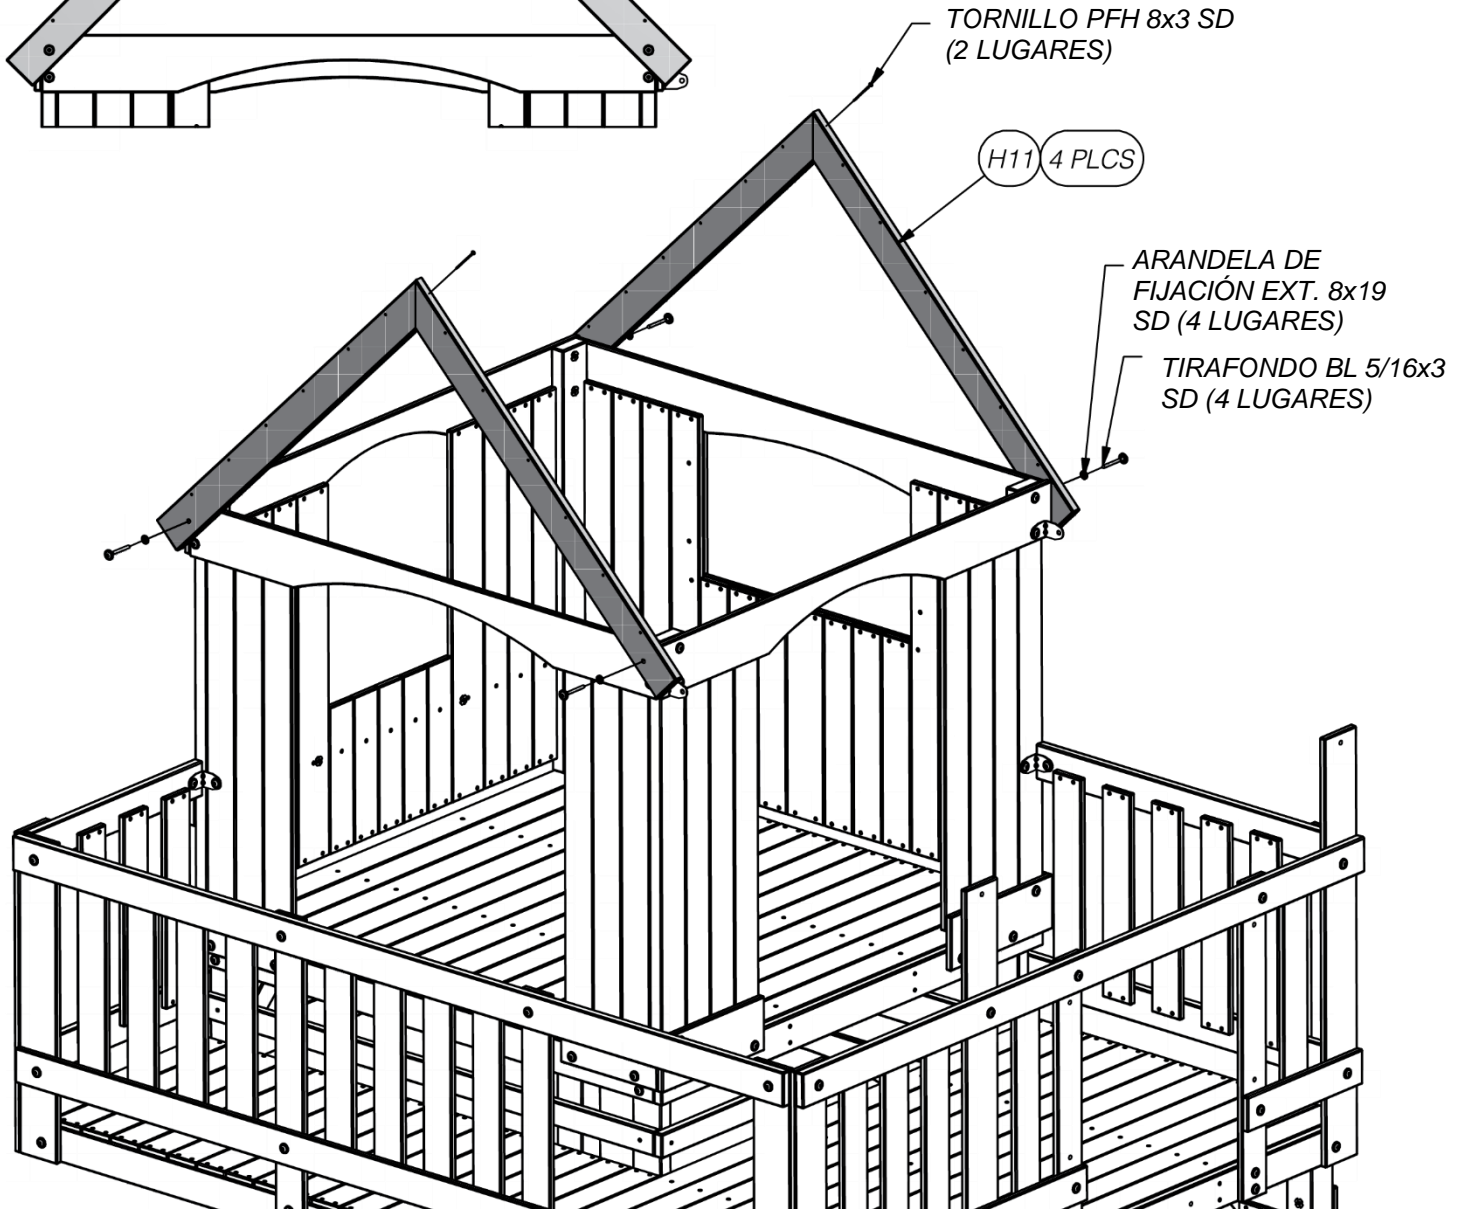 TORNILLO PFH 8x3 SD
(2 LUGARES)
H11 4 PLCS
ARANDELA DE
FIJACIÓN EXT. 8x19
SD (4 LUGARES)
TIRAFONDO BL 5/16x3
SD (4 LUGARES)